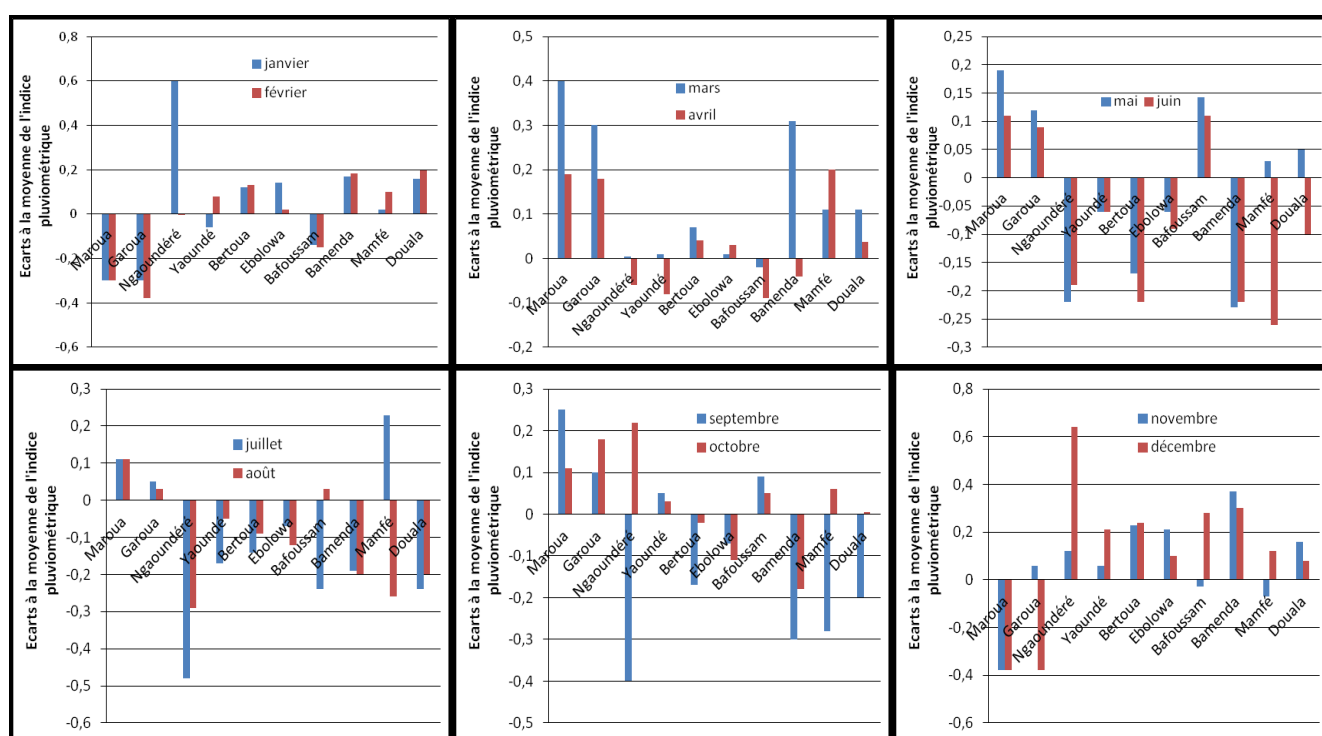 Ecarts à la moyenne de l'indice
pluviométrique
0,8
0,6
0,4
0,2
0
-0,2
-0,4
-0,6
janvier
février
Maroua
Garoua
Ngaoundéré
Yaoundé
Bertoua
Ebolowa
Bafoussam
Bamenda
Mamfé
Douala
Ecarts à la moyenne de l'indice
pluviométrique
0,5
0,4
0,3
0,2
0,1
0
-0,1
-0,2
mars
avril
Maroua
Garoua
Ngaoundéré
Yaoundé
Bertoua
Ebolowa
Bafoussam
Bamenda
Mamfé
Douala
Ecarts à la moyenne de l'indice
pluviométrique
0,25
0,2
0,15
0,1
0,05
0
-0,05
-0,1
-0,15
-0,2
-0,25
-0,3
mai juin
Maroua
Garoua
Ngaoundéré
Yaoundé
Bertoua
Ebolowa
Bafoussam
Bamenda
Mamfé
Douala
Ecarts à la moyenne de l'indice
pluviométrique
0,3
0,2
0,1
0
-0,1
-0,2
-0,3
-0,4
-0,5
-0,6
juillet
août
Maroua
Garoua
Ngaoundéré
Yaoundé
Bertoua
Ebolowa
Bafoussam
Bamenda
Mamfé
Douala
Ecarts à la moyenne de l'indice
pluviométrique
0,3
0,2
0,1
0
-0,1
-0,2
-0,3
-0,4
-0,5
septembre
octobre
Maroua
Garoua
Ngaoundéré
Yaoundé
Bertoua
Ebolowa
Bafoussam
Bamenda
Mamfé
Douala
Ecarts à la moyenne de l'indice
pluviométrique
0,8
0,6
0,4
0,2
0
-0,2
-0,4
-0,6
novembre
décembre
Maroua
Garoua
Ngaoundéré
Yaoundé
Bertoua
Ebolowa
Bafoussam
Bamenda
Mamfé
Douala